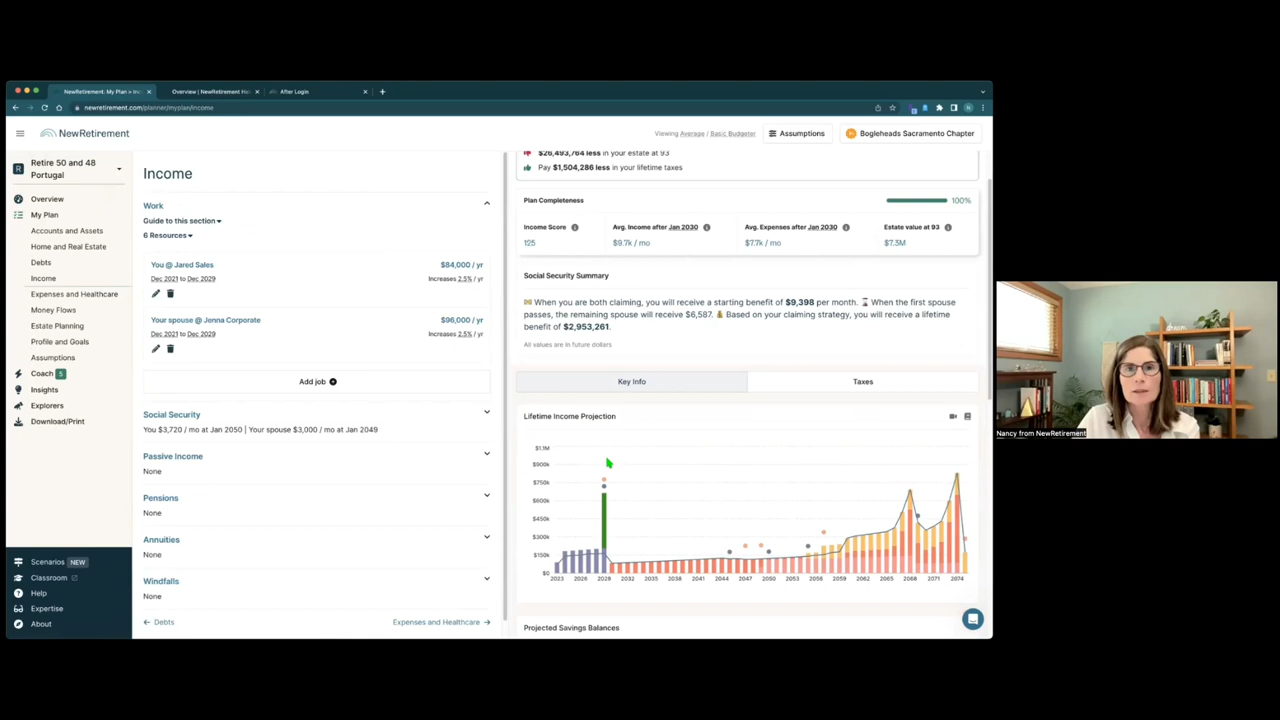 NewRetirement: My Plan > In
Overview | NewRetirement Hel
After Login
newretirement.com/planner/myplan/income
NewRetirement
Viewing Average / Basic Budgeter
Assumptions
Bogleheads Sacramento Chapter
R
Retire 50 and 48
Portugal
Overview
My Plan
Accounts and Assets
Home and Real Estate
Debts
Income
Expenses and Healthcare
Money Flows
Estate Planning
Profile and Goals
Assumptions
Coach 5
Insights
Explorers
Download/Print
Scenarios NEW
Classroom
Help
Expertise
About
Income
Work
Guide to this section
6 Resources
You @ Jared Sales $84,000 / yr
Dec 2021 to Dec 2029 Increases 2.5% / yr
Your spouse @ Jenna Corporate $96,000 / yr
Dec 2021 to Dec 2029 Increases 2.5% / yr
Add job
Social Security
You $3,720 / mo at Jan 2050 | Your spouse $3,000 / mo at Jan 2049
Passive Income
None
Pensions
None
Annuities
None
Windfalls
None
← Debts
Expenses and Healthcare →
$26,493,764 less in your estate at 93
Pay $1,504,286 less in your lifetime taxes
Plan Completeness 100%
Income Score Avg. Income after Jan 2030 Avg. Expenses after Jan 2030 Estate value at 93
125 $9.7k / mo $7.7k / mo $7.3M
Social Security Summary
When you are both claiming, you will receive a starting benefit of $9,398 per month. When the first spouse
passes, the remaining spouse will receive $6,587. Based on your claiming strategy, you will receive a lifetime
benefit of $2,953,261.
All values are in future dollars
Key Info Taxes
Lifetime Income Projection
$1.1M
$900k
$750k
$600k
$450k
$300k
$150k
$0
2023 2026 2029 2032 2035 2038 2041 2044 2047 2050 2053 2056 2059 2062 2065 2068 2071 2074
Projected Savings Balances
Nancy from NewRetirement